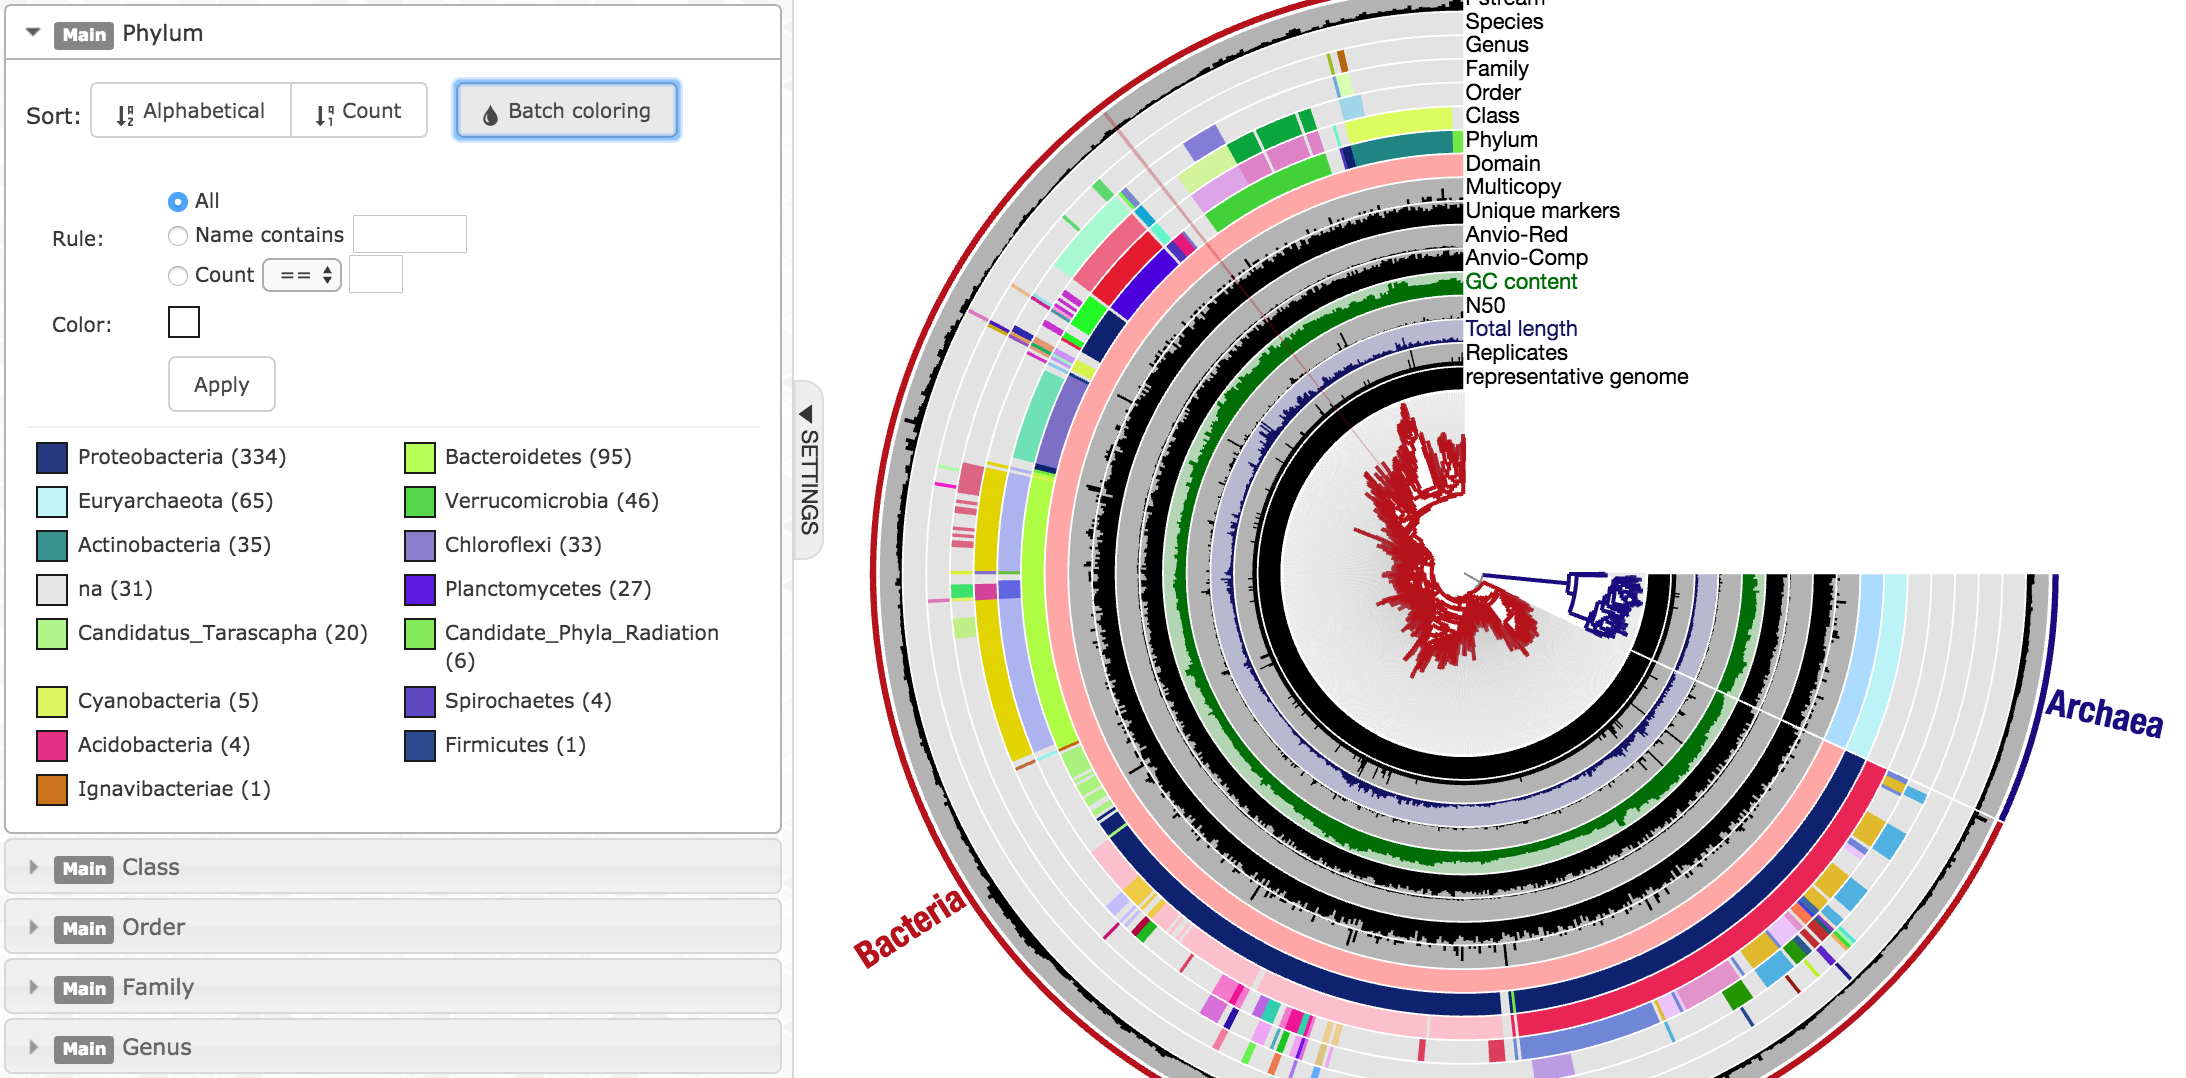 Main Phylum
Sort: Alphabetical Count Batch coloring
Rule: All
Name contains
Count ==
Color:
Apply
Proteobacteria (334)
Bacteroidetes (95)
Euryarchaeota (65)
Verrucomicrobia (46)
Actinobacteria (35)
Chloroflexi (33)
na (31)
Planctomycetes (27)
Candidatus_Tarascapha (20)
Candidate_Phyla_Radiation
(6)
Cyanobacteria (5)
Spirochaetes (4)
Acidobacteria (4)
Firmicutes (1)
Ignavibacteriae (1)
Main Class
Main Order
Main Family
Main Genus
SETTINGS
Species
Genus
Family
Order
Class
Phylum
Domain
Multicopy
Unique markers
Anvio-Red
Anvio-Comp
GC content
N50
Total length
Replicates
representative genome
Archaea
Bacteria